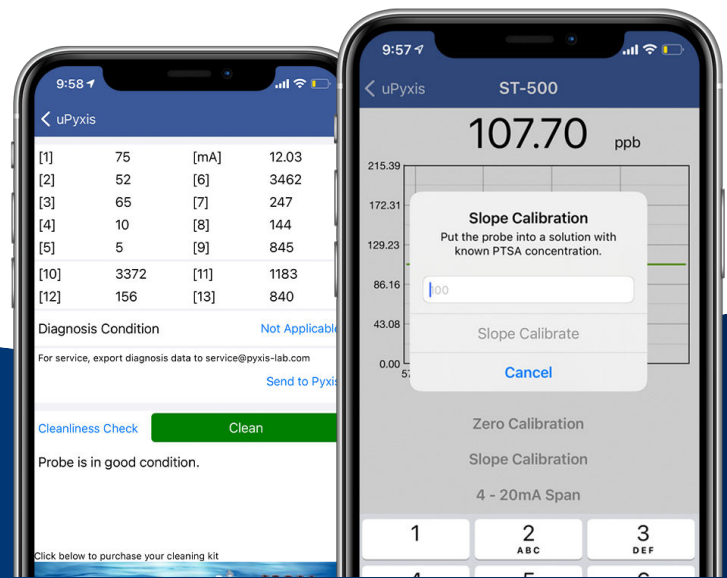 9:58
uPyxis
[1] 75 [mA] 12.03
[2] 52 [6] 3462
[3] 65 [7] 247
[4] 10 [8] 144
[5] 5 [9] 845
[10] 3372 [11] 1183
[12] 156 [13] 840
Diagnosis Condition Not Applicable
For service, export diagnosis data to service@pyxis-lab.com
Send to Pyxis
Cleanliness Check Clean
Probe is in good condition.
Click below to purchase your cleaning kit
9:57
uPyxis ST-500
107.70 ppb
215.39
172.31
129.23
86.16
43.08
0.00
Slope Calibration
Put the probe into a solution with
known PTSA concentration.
100
Slope Calibrate
Cancel
Zero Calibration
Slope Calibration
4 - 20mA Span
1 2 3
ABC DEF